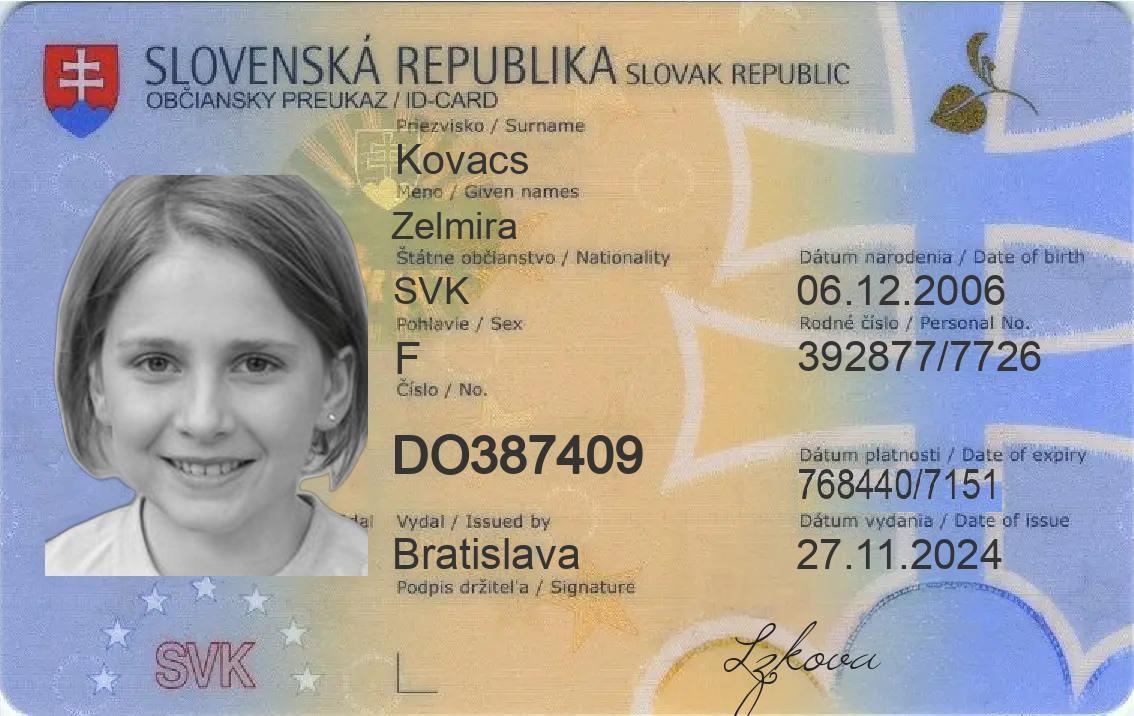 SLOVENSKÁ REPUBLIKA SLOVAK REPUBLIC
OBČIANSKY PREUKAZ / ID-CARD
Priezvisko / Surname
Kovacs
Meno / Given names
Zelmira
Štátne občianstvo / Nationality
SVK
Dátum narodenia / Date of birth
06.12.2006
Pohlavie / Sex
F
Rodné číslo / Personal No.
392877/7726
Číslo / No.
DO387409
Dátum platnosti / Date of expiry
768440/7151
Vydal / Issued by
Bratislava
Dátum vydania / Date of issue
27.11.2024
Podpis držiteľa / Signature
SVK